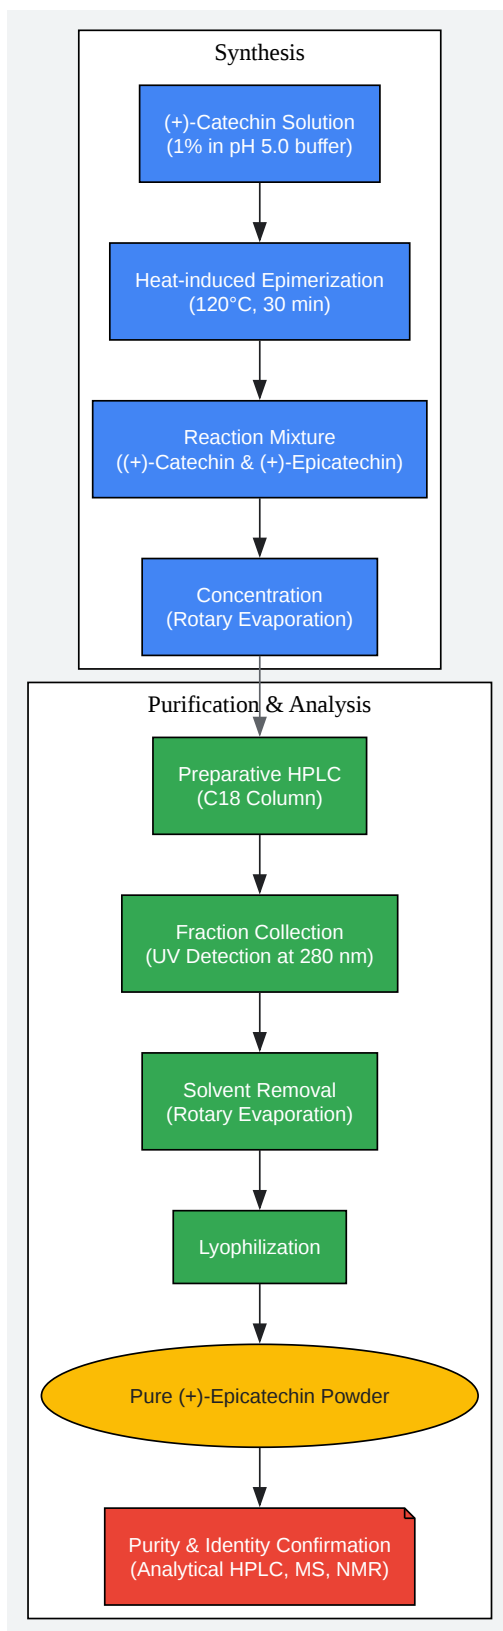 Synthesis
(+)-Catechin Solution
(1% in pH 5.0 buffer)
Heat-induced Epimerization
(120°C, 30 min)
Reaction Mixture
((+)-Catechin & (+)-Epicatechin)
Concentration
(Rotary Evaporation)
Purification & Analysis
Preparative HPLC
(C18 Column)
Fraction Collection
(UV Detection at 280 nm)
Solvent Removal
(Rotary Evaporation)
Lyophilization
Pure (+)-Epicatechin Powder
Purity & Identity Confirmation
(Analytical HPLC, MS, NMR)